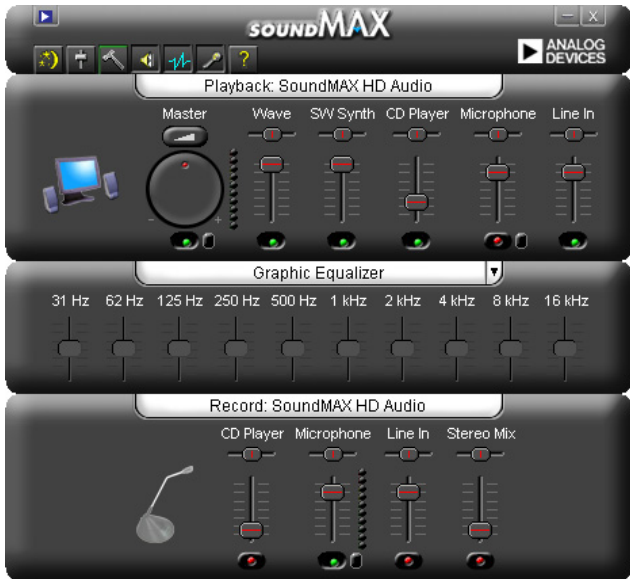 SOUNDMAX
X
?
ANALOG
DEVICES
Playback: SoundMAX HD Audio
Master Wave SW Synth CD Player Microphone Line In
- +
Graphic Equalizer
31 Hz 62 Hz 125 Hz 250 Hz 500 Hz 1 kHz 2 kHz 4 kHz 8 kHz 16 kHz
Record: SoundMAX HD Audio
CD Player Microphone Line In Stereo Mix